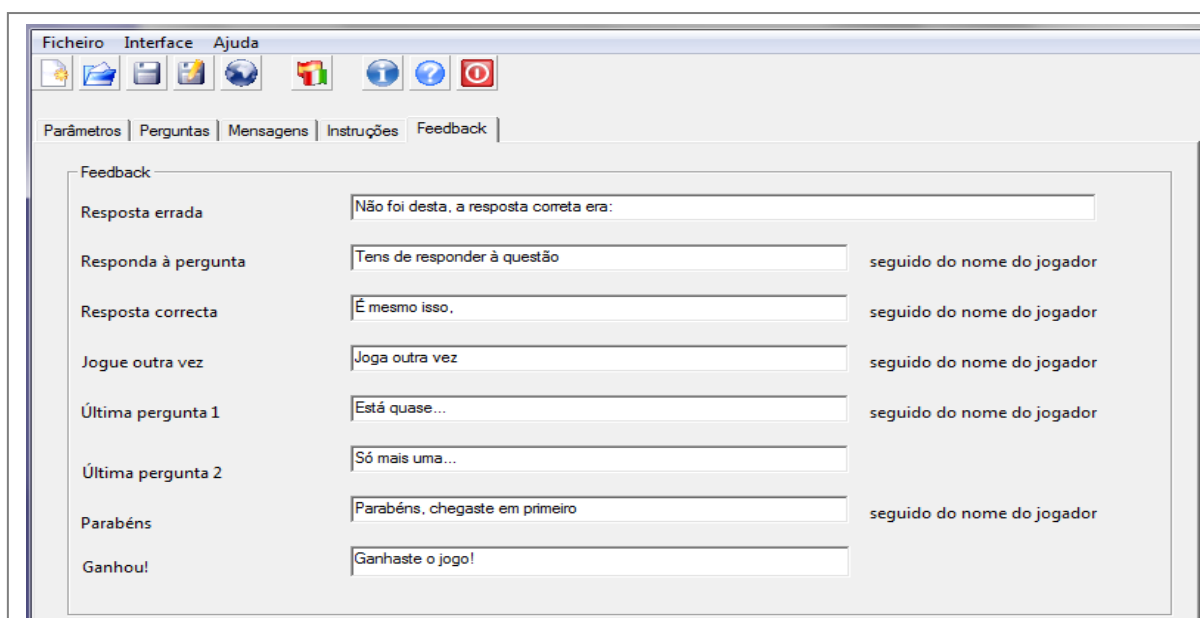 Ficheiro Interface Ajuda
Parâmetros Perguntas Mensagens Instruções Feedback
Feedback
Resposta errada Não foi desta, a resposta correta era:
Responda à pergunta Tens de responder à questão seguido do nome do jogador
Resposta correcta É mesmo isso, seguido do nome do jogador
Jogue outra vez Joga outra vez seguido do nome do jogador
Última pergunta 1 Está quase... seguido do nome do jogador
Última pergunta 2 Só mais uma...
Parabéns Parabéns, chegaste em primeiro seguido do nome do jogador
Ganhou! Ganhaste o jogo!